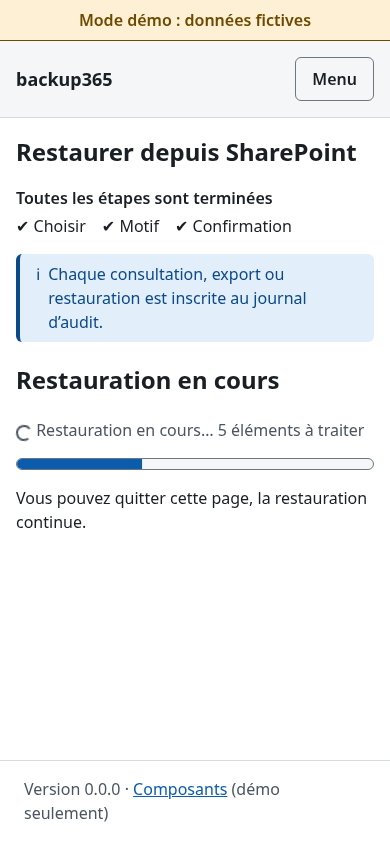 Mode démo : données fictives
backup365
Menu
Restaurer depuis SharePoint
Toutes les étapes sont terminées
✔ Choisir ✔ Motif ✔ Confirmation
i Chaque consultation, export ou
restauration est inscrite au journal
d’audit.
Restauration en cours
Restauration en cours… 5 éléments à traiter
Vous pouvez quitter cette page, la restauration
continue.
Version 0.0.0 · Composants (démo
seulement)